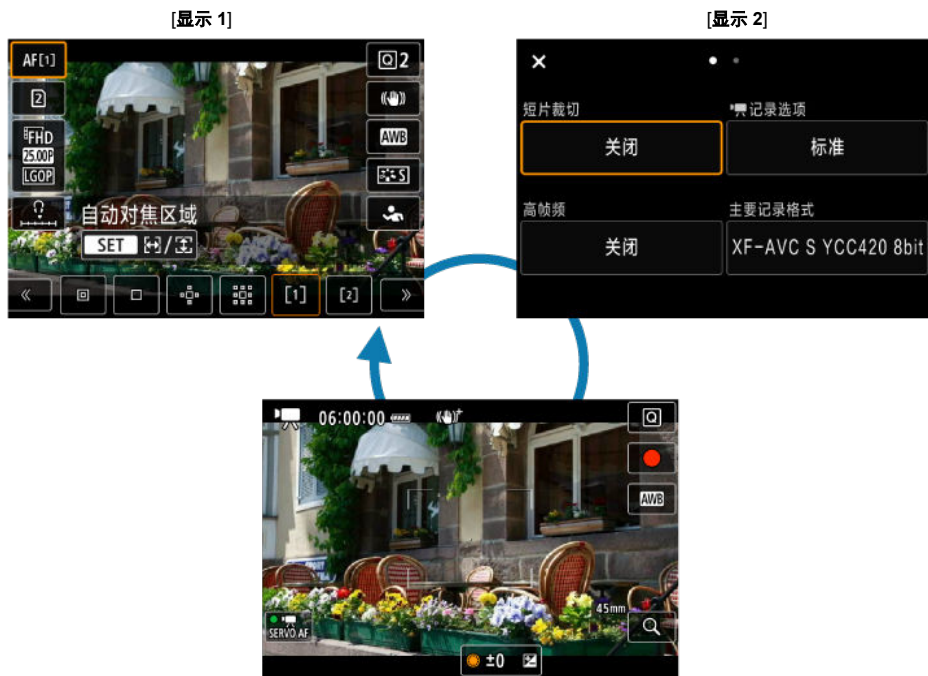 [显示 1]
[显示 2]
AF[1]
Q2
2
FHD
25.00P
LGOP
AWB
S
?
自动对焦区域
SET /
« [1] [2] »
×
短片裁切
记录选项
关闭
标准
高帧频
主要记录格式
关闭
XF-AVC S YCC420 8bit
06:00:00
+
Q
AWB
45mm
SERVO AF
±0